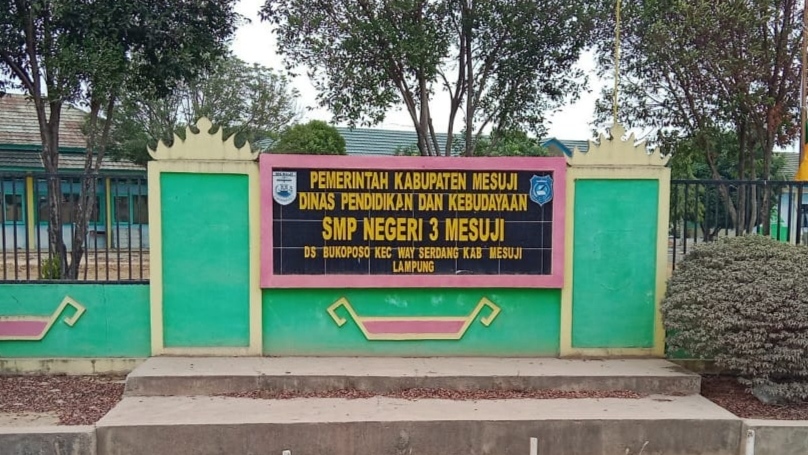 PEMERINTAH KABUPATEN MESUJI
DINAS PENDIDIKAN DAN KEBUDAYAAN
SMP NEGERI 3 MESUJI
DS BUKOPOSO KEC WAY SERDANG KAB MESUJI
LAMPUNG